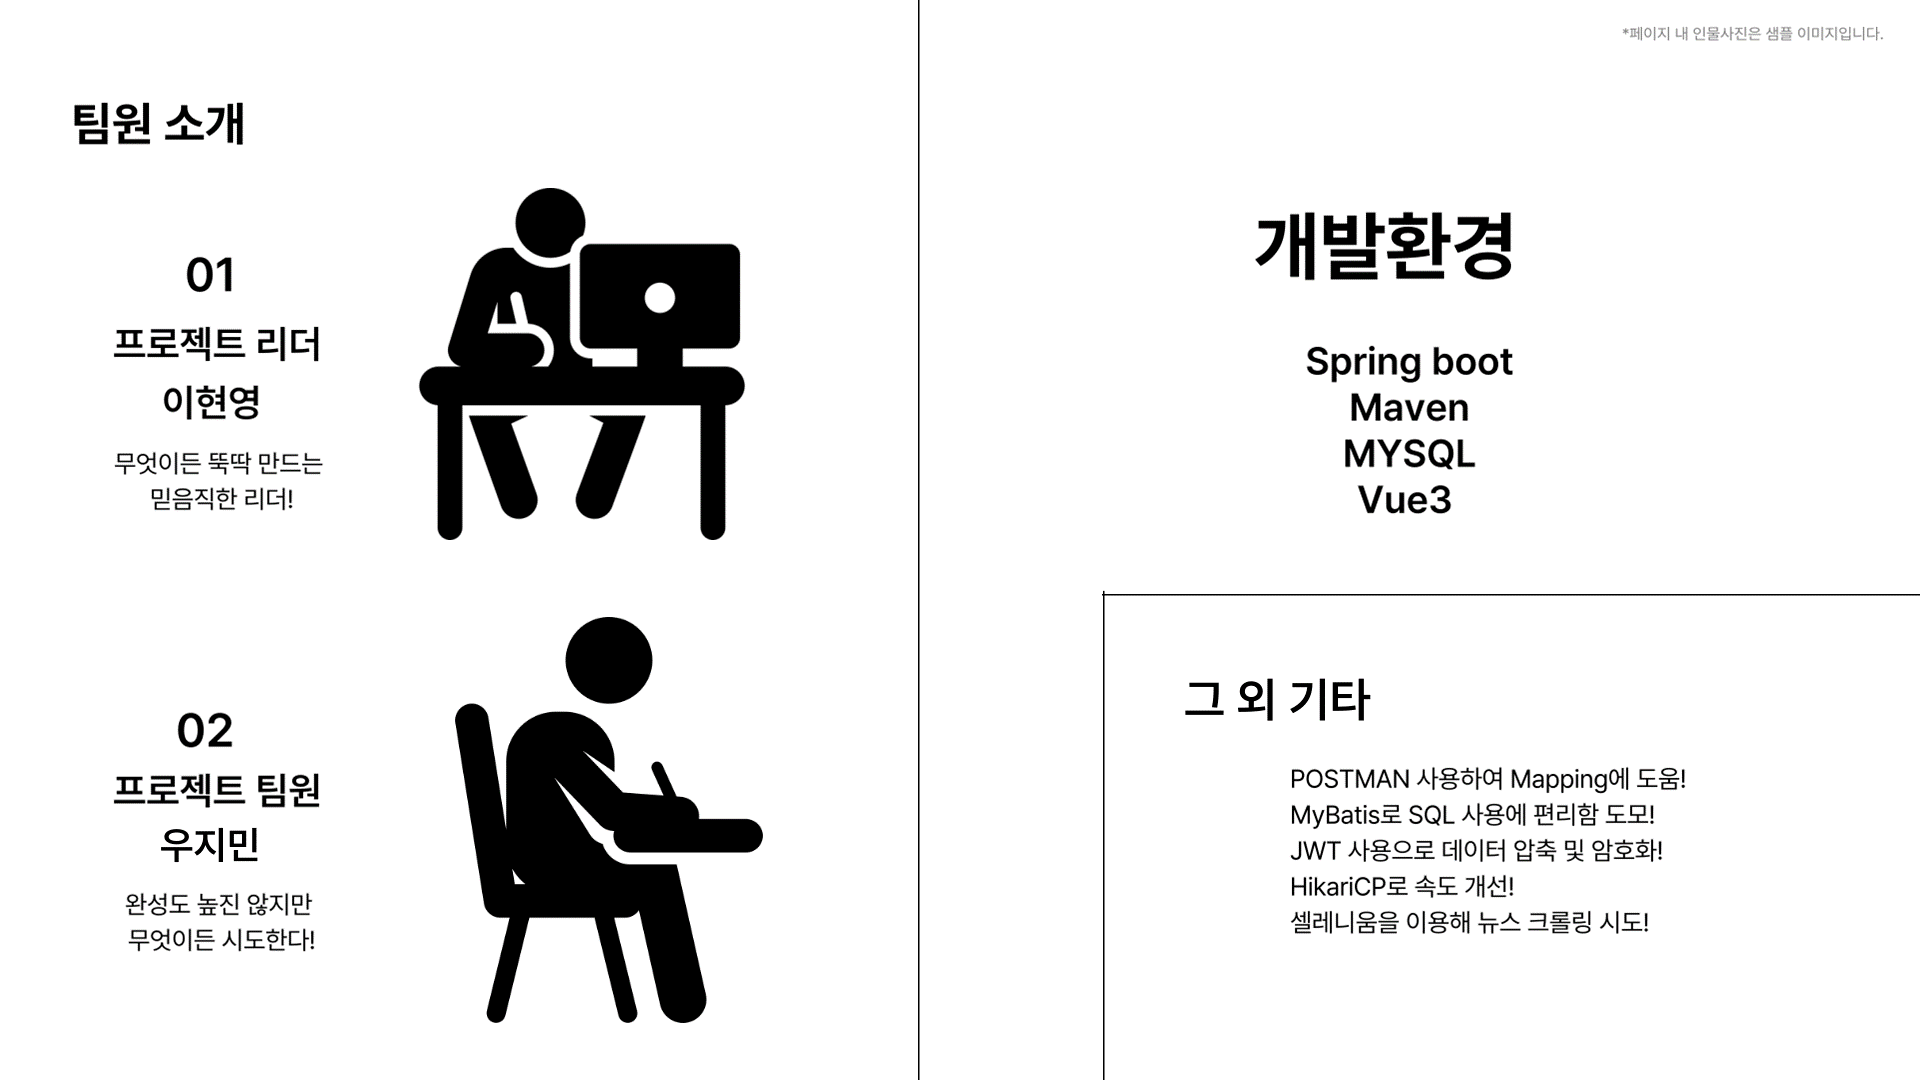 *페이지 내 인물사진은 샘플 이미지입니다.
팀원 소개
01
프로젝트 리더
이현영
무엇이든 뚝딱 만드는
믿음직한 리더!
02
프로젝트 팀원
우지민
완성도 높진 않지만
무엇이든 시도한다!
개발환경
Spring boot
Maven
MYSQL
Vue3
그 외 기타
POSTMAN 사용하여 Mapping에 도움!
MyBatis로 SQL 사용에 편리함 도모!
JWT 사용으로 데이터 압축 및 암호화!
HikariCP로 속도 개선!
셀레니움을 이용해 뉴스 크롤링 시도!